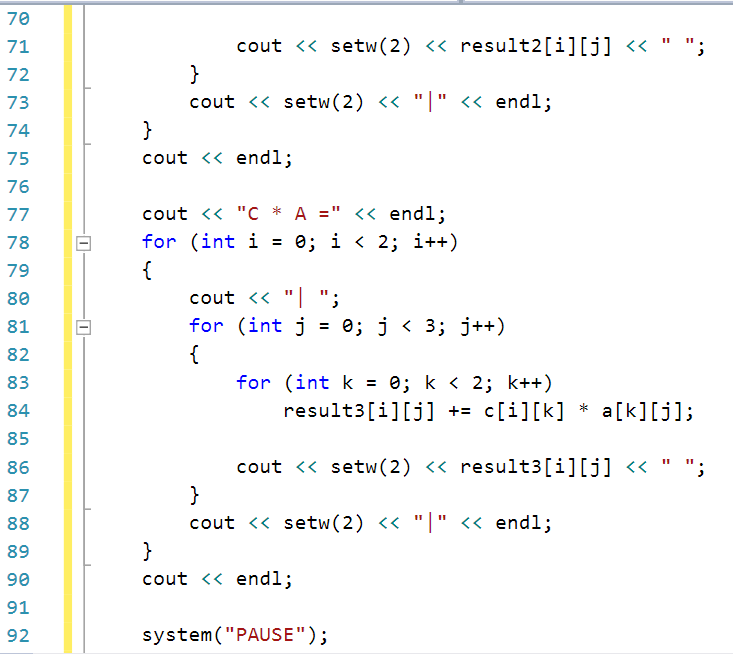 70
71                 cout << setw(2) << result2[i][j] << " ";
72             }
73             cout << setw(2) << "|" << endl;
74         }
75         cout << endl;
76
77         cout << "C * A =" << endl;
78         for (int i = 0; i < 2; i++)
79         {
80             cout << "| ";
81             for (int j = 0; j < 3; j++)
82             {
83                 for (int k = 0; k < 2; k++)
84                     result3[i][j] += c[i][k] * a[k][j];
85
86                 cout << setw(2) << result3[i][j] << " ";
87             }
88             cout << setw(2) << "|" << endl;
89         }
90         cout << endl;
91
92         system("PAUSE");